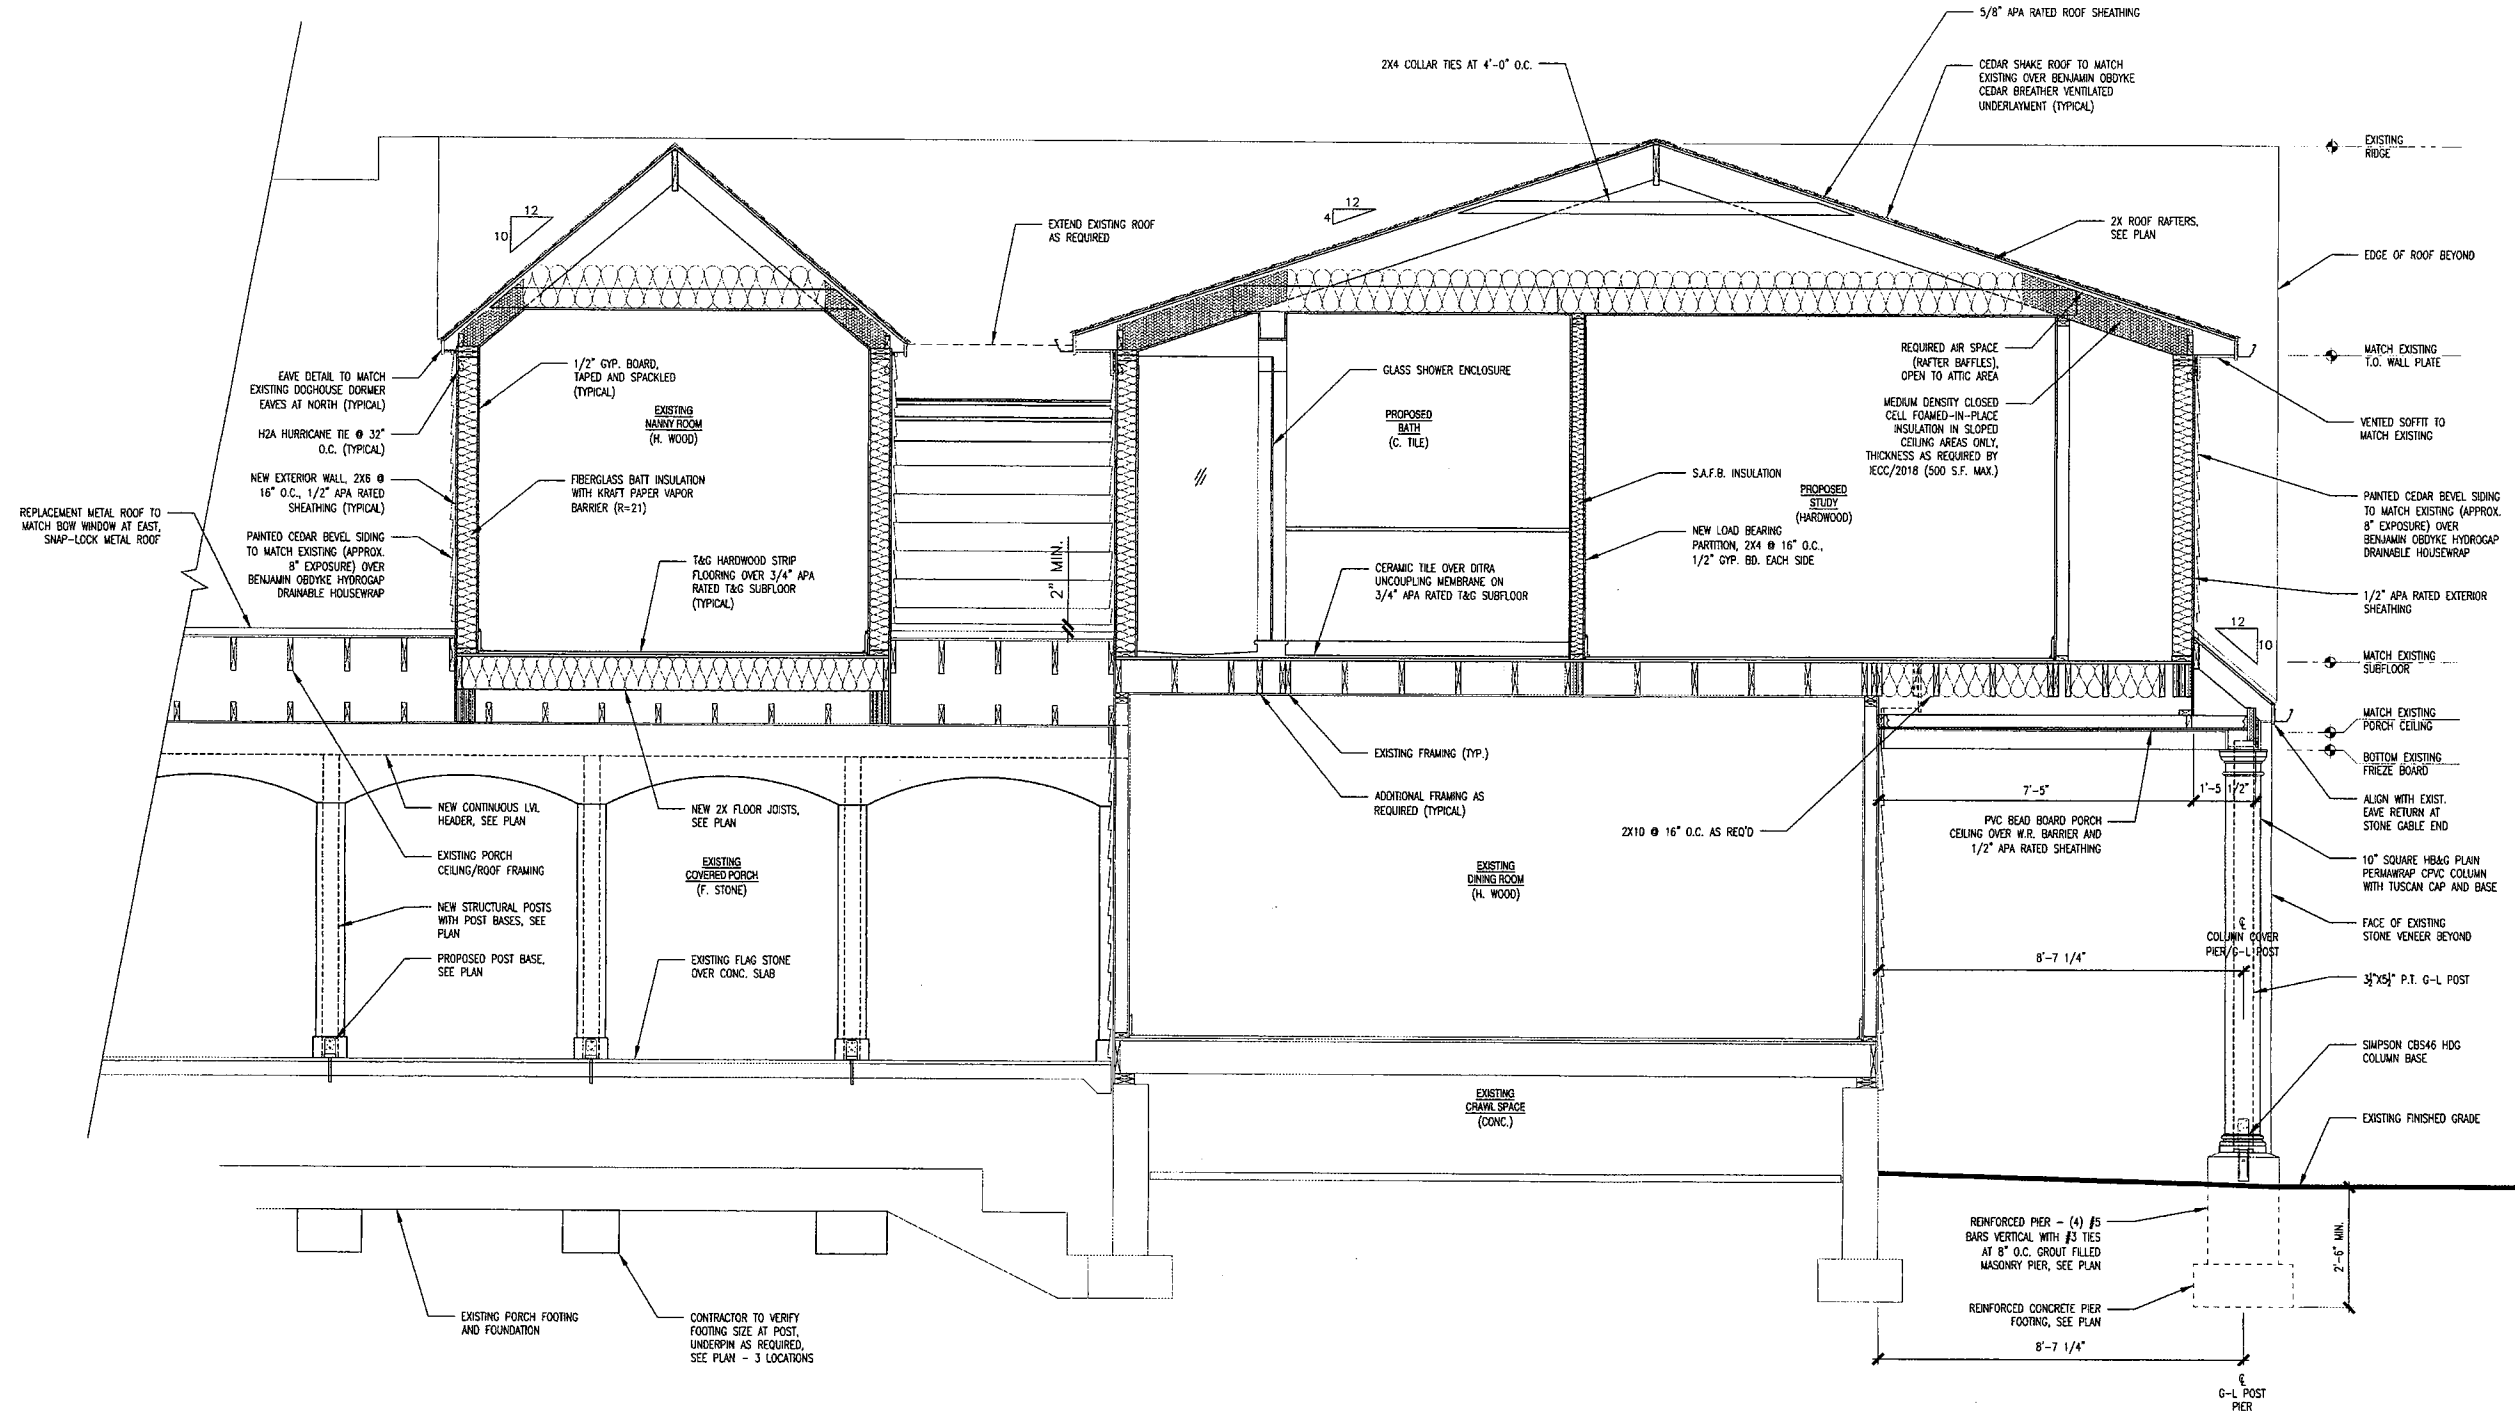 5/8" APA RATED ROOF SHEATHING
2X4 COLLAR TIES AT 4'-0" O.C.
CEDAR SHAKE ROOF TO MATCH
EXISTING OVER BENJAMIN OBDYKE
CEDAR BREATHER VENTILATED
UNDERLAYMENT (TYPICAL)
EXISTING
RIDGE
12
10
EXTEND EXISTING ROOF
AS REQUIRED
12
4
2X ROOF RAFTERS,
SEE PLAN
EDGE OF ROOF BEYOND
EAVE DETAIL TO MATCH
EXISTING DOGHOUSE DORMER
EAVES AT NORTH (TYPICAL)
H2A HURRICANE TIE @ 32"
O.C. (TYPICAL)
NEW EXTERIOR WALL, 2X6 @
16" O.C., 1/2" APA RATED
SHEATHING (TYPICAL)
REPLACEMENT METAL ROOF TO
MATCH BOW WINDOW AT EAST,
SNAP-LOCK METAL ROOF
PAINTED CEDAR BEVEL SIDING
TO MATCH EXISTING (APPROX.
8" EXPOSURE) OVER
BENJAMIN OBDYKE HYDROGAP
DRAINABLE HOUSEWRAP
1/2" GYP. BOARD,
TAPED AND SPACKLED
(TYPICAL)
EXISTING
NANNY ROOM
(H. WOOD)
FIBERGLASS BATT INSULATION
WITH KRAFT PAPER VAPOR
BARRIER (R=21)
T&G HARDWOOD STRIP
FLOORING OVER 3/4" APA
RATED T&G SUBFLOOR
(TYPICAL)
2" MIN.
GLASS SHOWER ENCLOSURE
PROPOSED
BATH
(C. TILE)
S.A.F.B. INSULATION
NEW LOAD BEARING
PARTITION, 2X4 @ 16" O.C.,
1/2" GYP. BD. EACH SIDE
CERAMIC TILE OVER DITRA
UNCOUPLING MEMBRANE ON
3/4" APA RATED T&G SUBFLOOR
REQUIRED AIR SPACE
(RAFTER BAFFLES),
OPEN TO ATTIC AREA
MEDIUM DENSITY CLOSED
CELL FOAMED-IN-PLACE
INSULATION IN SLOPED
CEILING AREAS ONLY,
THICKNESS AS REQUIRED BY
IECC/2018 (500 S.F. MAX.)
PROPOSED
STUDY
(HARDWOOD)
MATCH EXISTING
T.O. WALL PLATE
VENTED SOFFIT TO
MATCH EXISTING
PAINTED CEDAR BEVEL SIDING
TO MATCH EXISTING (APPROX.
8" EXPOSURE) OVER
BENJAMIN OBDYKE HYDROGAP
DRAINABLE HOUSEWRAP
1/2" APA RATED EXTERIOR
SHEATHING
12
10
MATCH EXISTING
SUBFLOOR
MATCH EXISTING
PORCH CEILING
BOTTOM EXISTING
FRIEZE BOARD
NEW CONTINUOUS LVL
HEADER, SEE PLAN
EXISTING PORCH
CEILING/ROOF FRAMING
NEW STRUCTURAL POSTS
WITH POST BASES, SEE
PLAN
PROPOSED POST BASE,
SEE PLAN
NEW 2X FLOOR JOISTS,
SEE PLAN
EXISTING
COVERED PORCH
(F. STONE)
EXISTING FLAG STONE
OVER CONC. SLAB
EXISTING FRAMING (TYP.)
ADDITIONAL FRAMING AS
REQUIRED (TYPICAL)
2X10 @ 16" O.C. AS REQ'D
EXISTING
DINING ROOM
(H. WOOD)
7'-5"
1'-5 1/2"
PVC BEAD BOARD PORCH
CEILING OVER W.R. BARRIER AND
1/2" APA RATED SHEATHING
ALIGN WITH EXIST.
EAVE RETURN AT
STONE GABLE END
10" SQUARE HB&G PLAIN
PERMAWRAP CPVC COLUMN
WITH TUSCAN CAP AND BASE
FACE OF EXISTING
STONE VENEER BEYOND
℄
COLUMN COVER
PIER/G-L POST
8'-7 1/4"
3½"X5½" P.T. G-L POST
SIMPSON CBS46 HDG
COLUMN BASE
EXISTING
CRAWL SPACE
(CONC.)
EXISTING FINISHED GRADE
REINFORCED PIER - (4) #5
BARS VERTICAL WITH #3 TIES
AT 8" O.C. GROUT FILLED
MASONRY PIER, SEE PLAN
2'-6" MIN.
REINFORCED CONCRETE PIER
FOOTING, SEE PLAN
EXISTING PORCH FOOTING
AND FOUNDATION
CONTRACTOR TO VERIFY
FOOTING SIZE AT POST,
UNDERPIN AS REQUIRED,
SEE PLAN - 3 LOCATIONS
8'-7 1/4"
℄
G-L POST
PIER